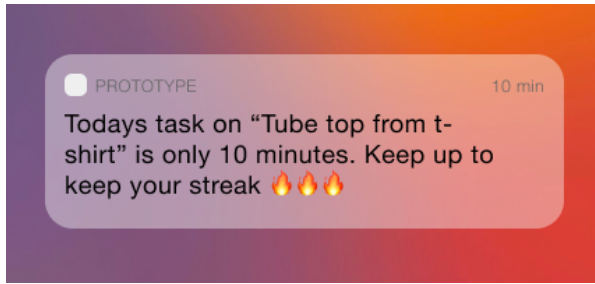 PROTOTYPE 10 min
Todays task on “Tube top from t-
shirt” is only 10 minutes. Keep up to
keep your streak 🔥🔥🔥